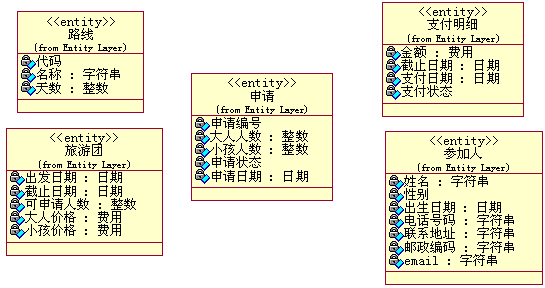 <<entity>>
路线
(from Entity Layer)
代码
名称 : 字符串
天数 : 整数
<<entity>>
旅游团
(from Entity Layer)
出发日期 : 日期
截止日期 : 日期
可申请人数 : 整数
大人价格 : 费用
小孩价格 : 费用
<<entity>>
申请
(from Entity Layer)
申请编号
大人人数 : 整数
小孩人数 : 整数
申请状态
申请日期 : 日期
<<entity>>
支付明细
(from Entity Layer)
金额 : 费用
截止日期 : 日期
支付日期 : 日期
支付状态
<<entity>>
参加人
(from Entity Layer)
姓名 : 字符串
性别
出生日期 : 日期
电话号码 : 字符串
联系地址 : 字符串
邮政编码 : 字符串
email : 字符串